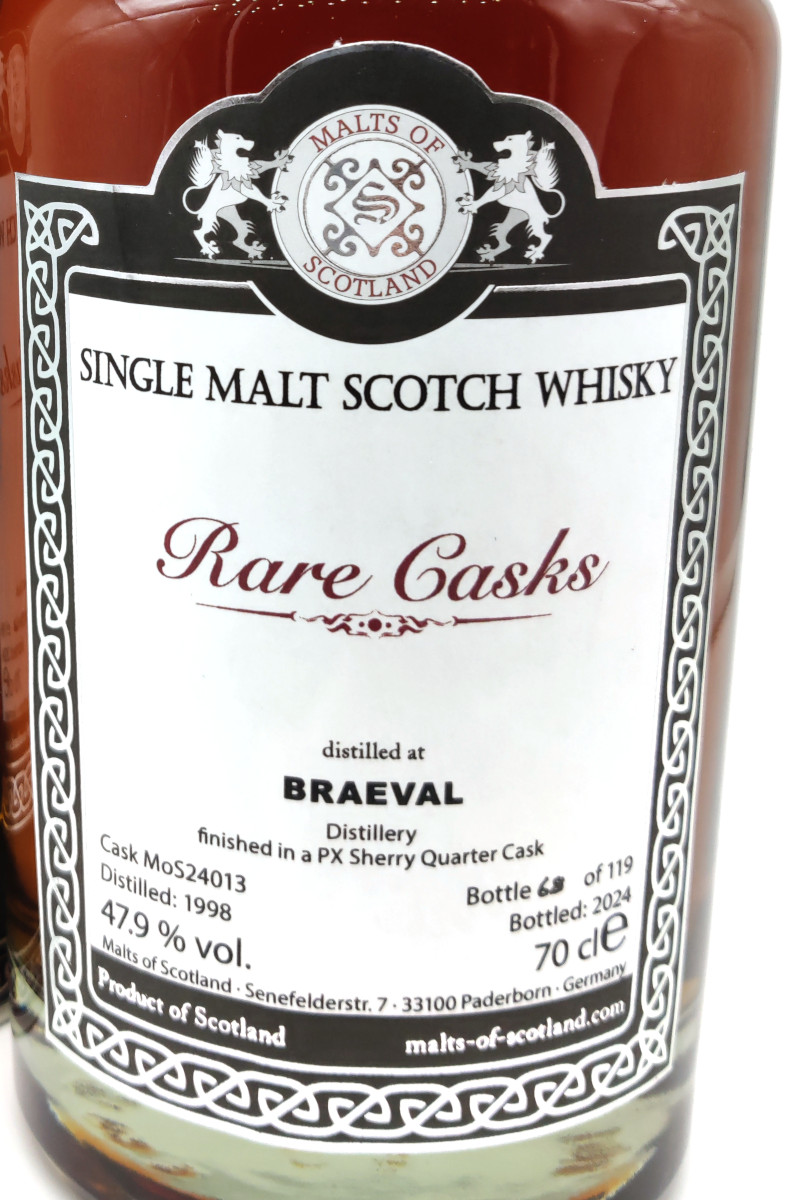 MALTS OF
S
SCOTLAND
SINGLE MALT SCOTCH WHISKY
Rare Casks
distilled at
BRAEVAL
Distillery
finished in a PX Sherry Quarter Cask
Cask MoS24013
Distilled: 1998
47.9 % vol.
Bottle 68 of 119
Bottled: 2024
70 cl e
Malts of Scotland · Senefelderstr. 7 · 33100 Paderborn · Germany
Product of Scotland
malts-of-scotland.com